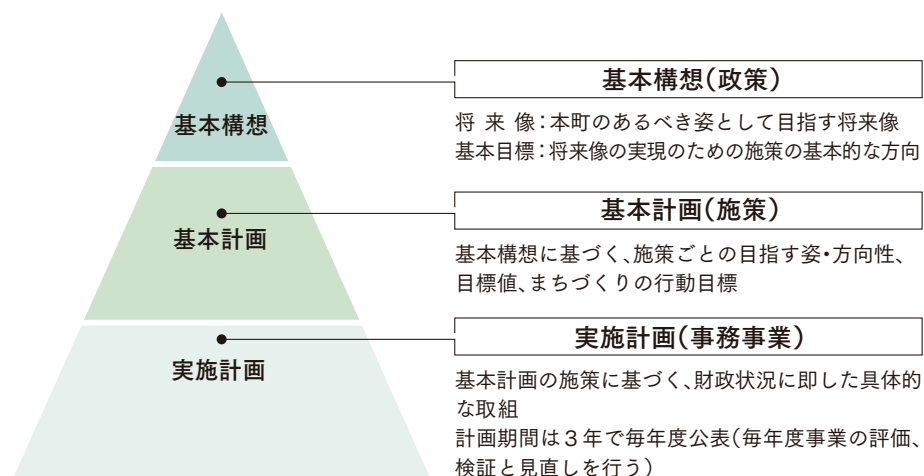 基本構想
基本構想(政策)
将来像:本町のあるべき姿として目指す将来像
基本目標:将来像の実現のための施策の基本的な方向
基本計画
基本計画(施策)
基本構想に基づく、施策ごとの目指す姿・方向性、
目標値、まちづくりの行動目標
実施計画
実施計画(事務事業)
基本計画の施策に基づく、財政状況に即した具体的
な取組
計画期間は3年で毎年度公表(毎年度事業の評価、
検証と見直しを行う)